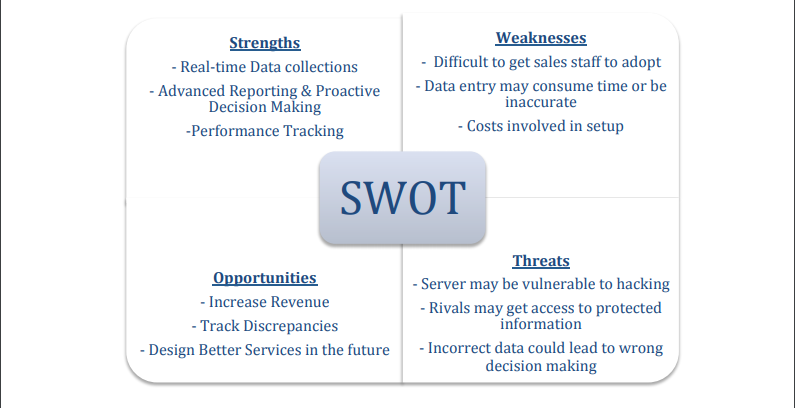 Strengths
- Real-time Data collections
- Advanced Reporting & Proactive
Decision Making
-Performance Tracking
Weaknesses
- Difficult to get sales staff to adopt
- Data entry may consume time or be
inaccurate
- Costs involved in setup
SWOT
Opportunities
- Increase Revenue
- Track Discrepancies
- Design Better Services in the future
Threats
- Server may be vulnerable to hacking
- Rivals may get access to protected
information
- Incorrect data could lead to wrong
decision making